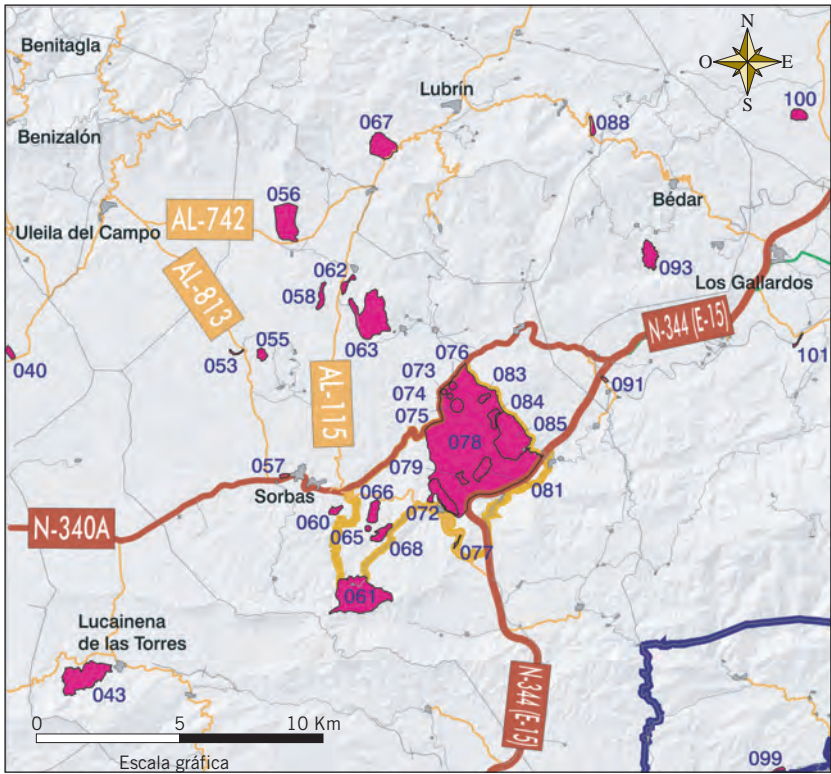 N
O E
S
Benitagla
Lubrín
100
067
088
Benizalón
056
Bédar
Uleila del Campo
AL-742
093
Los Gallardos
AL-813
062
058
063
N-344 (E-15)
055
053
040
101
076
073
083
091
074
084
AL-115
075
085
078
079
057
Sorbas
066
081
060
072
N-340A
065
068
077
061
Lucainena
de las Torres
043
N-344 (E-15)
0 5 10 Km
Escala gráfica
099